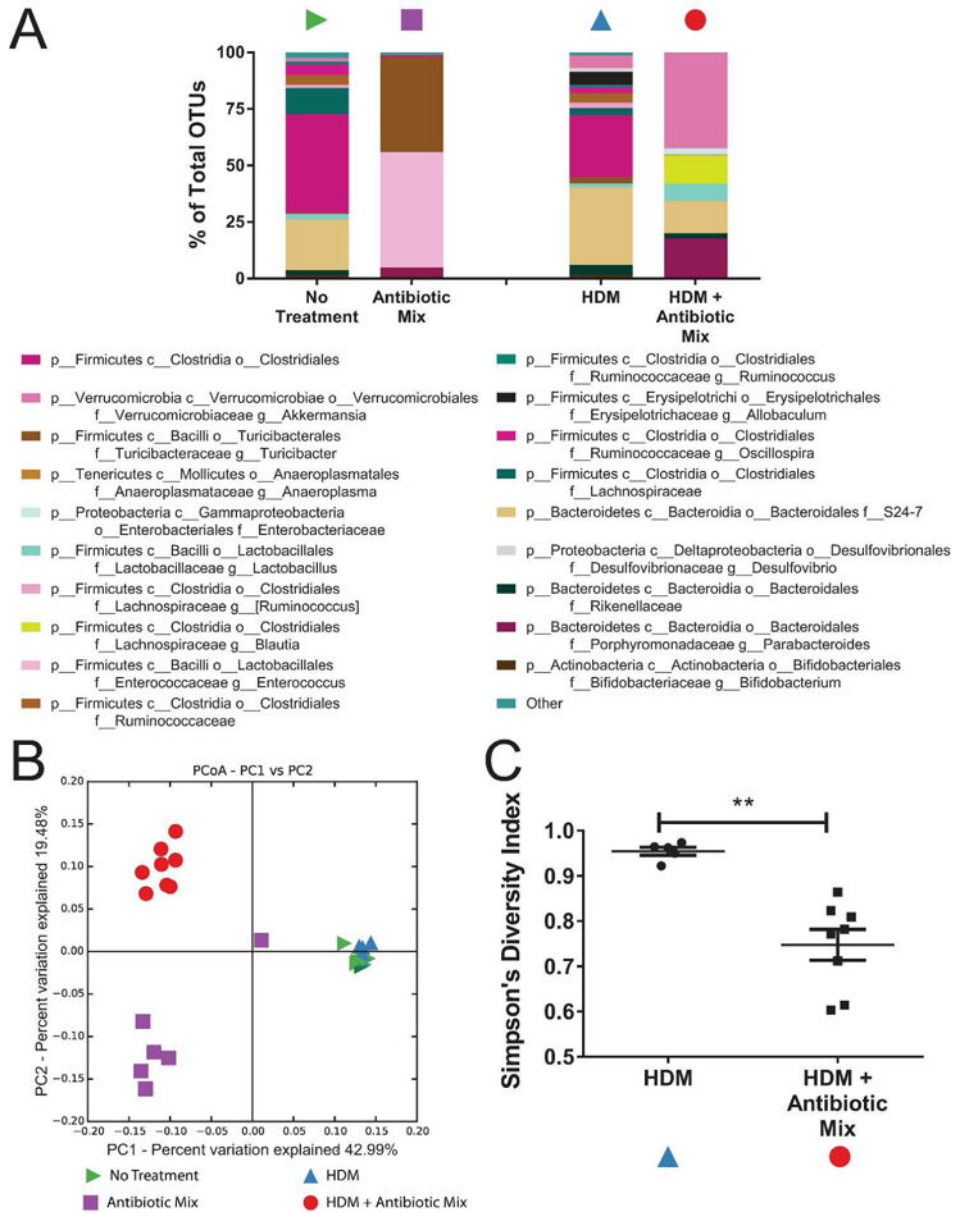 A
% of Total OTUs
100
75
50
25
0
No
Treatment
Antibiotic
Mix
HDM
HDM +
Antibiotic
Mix
p__Firmicutes c__Clostridia o__Clostridiales
p__Verrucomicrobia c__Verrucomicrobiae o__Verrucomicrobiales
f__Verrucomicrobiaceae g__Akkermansia
p__Firmicutes c__Bacilli o__Turicibacterales
f__Turicibacteraceae g__Turicibacter
p__Tenericutes c__Mollicutes o__Anaeroplasmatales
f__Anaeroplasmataceae g__Anaeroplasma
p__Proteobacteria c__Gammaproteobacteria
o__Enterobacteriales f__Enterobacteriaceae
p__Firmicutes c__Bacilli o__Lactobacillales
f__Lactobacillaceae g__Lactobacillus
p__Firmicutes c__Clostridia o__Clostridiales
f__Lachnospiraceae g__[Ruminococcus]
p__Firmicutes c__Clostridia o__Clostridiales
f__Lachnospiraceae g__Blautia
p__Firmicutes c__Bacilli o__Lactobacillales
f__Enterococcaceae g__Enterococcus
p__Firmicutes c__Clostridia o__Clostridiales
f__Ruminococcaceae
p__Firmicutes c__Clostridia o__Clostridiales
f__Ruminococcaceae g__Ruminococcus
p__Firmicutes c__Erysipelotrichi o__Erysipelotrichales
f__Erysipelotrichaceae g__Allobaculum
p__Firmicutes c__Clostridia o__Clostridiales
f__Ruminococcaceae g__Oscillospira
p__Firmicutes c__Clostridia o__Clostridiales
f__Lachnospiraceae
p__Bacteroidetes c__Bacteroidia o__Bacteroidales f__S24-7
p__Proteobacteria c__Deltaproteobacteria o__Desulfovibrionales
f__Desulfovibrionaceae g__Desulfovibrio
p__Bacteroidetes c__Bacteroidia o__Bacteroidales
f__Rikenellaceae
p__Bacteroidetes c__Bacteroidia o__Bacteroidales
f__Porphyromonadaceae g__Parabacteroides
p__Actinobacteria c__Actinobacteria o__Bifidobacteriales
f__Bifidobacteriaceae g__Bifidobacterium
Other
B
PCoA - PC1 vs PC2
PC2 - Percent variation explained 19.48%
0.20
0.15
0.10
0.05
0.00
−0.05
−0.10
−0.15
−0.20
−0.20 −0.15 −0.10 −0.05 0.00 0.05 0.10 0.15 0.20
PC1 - Percent variation explained 42.99%
No Treatment
HDM
Antibiotic Mix
HDM + Antibiotic Mix
C
**
Simpson's Diversity Index
1.0
0.9
0.8
0.7
0.6
0.5
HDM
HDM +
Antibiotic
Mix